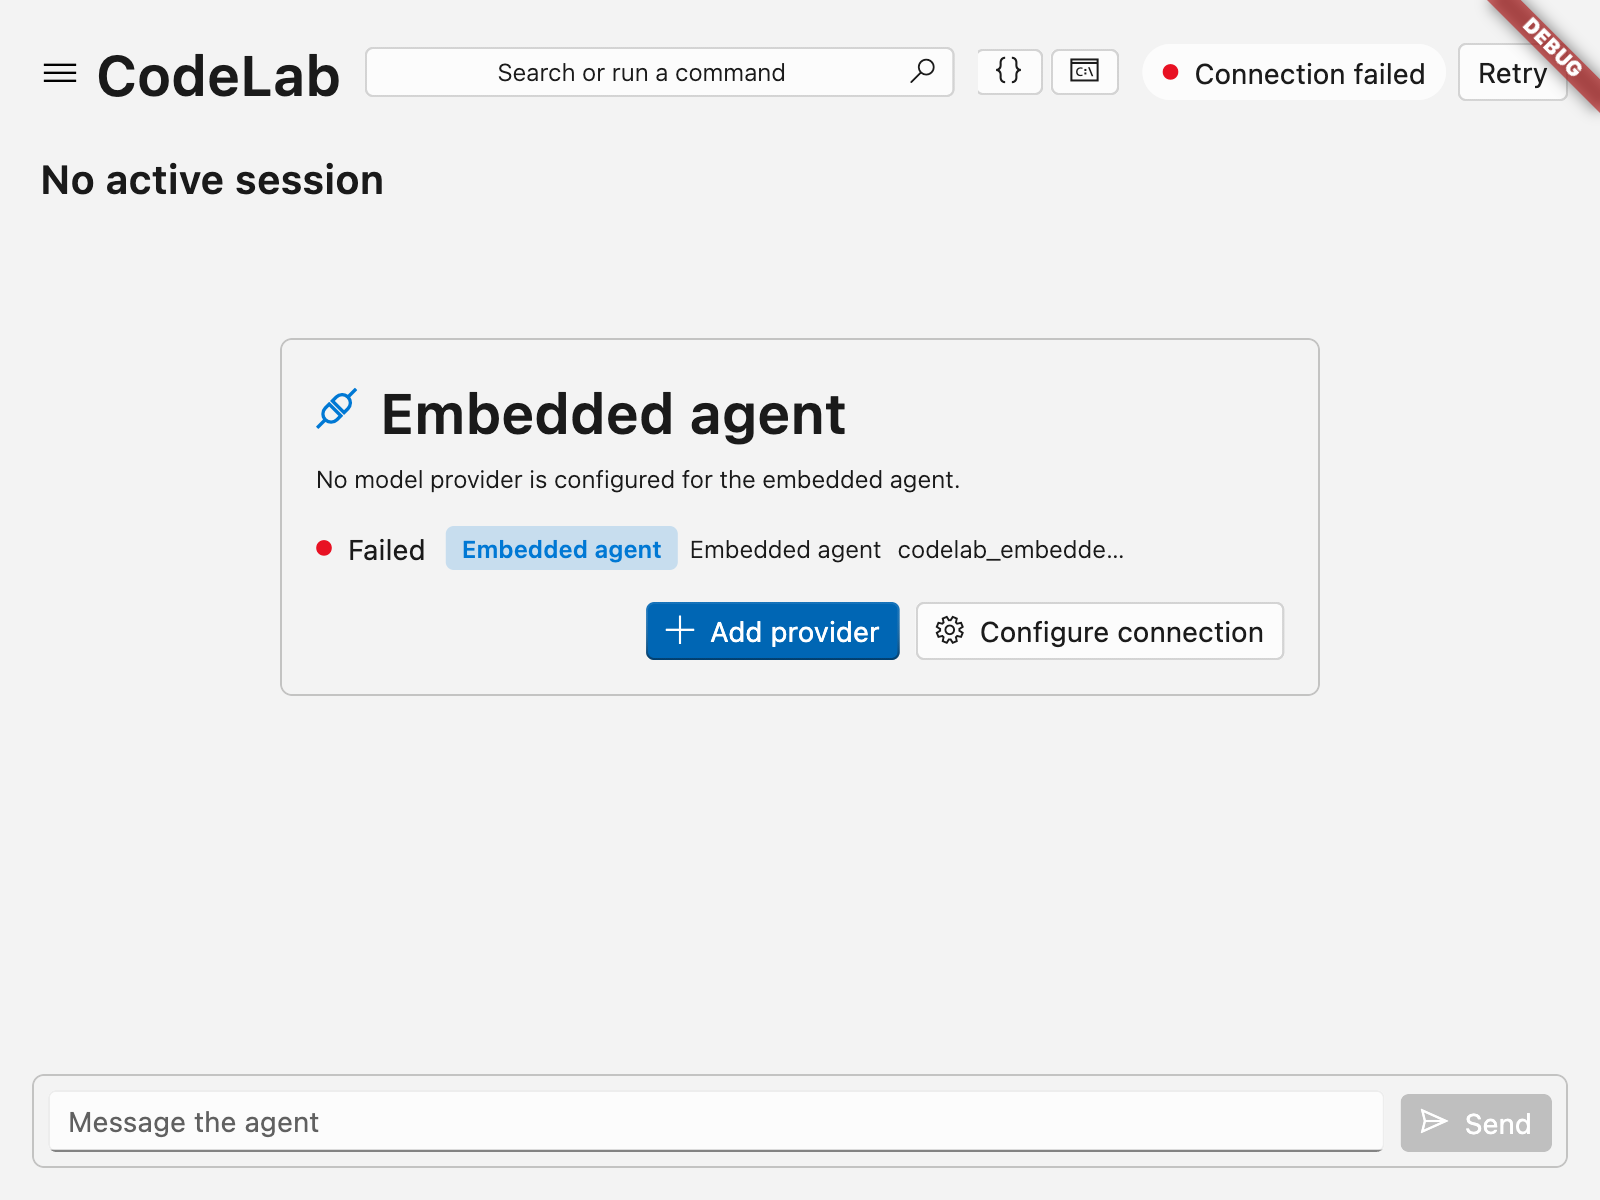 CodeLab
Search or run a command
{ }
C:\
Connection failed
Retry
DEBUG
No active session
Embedded agent
No model provider is configured for the embedded agent.
Failed
Embedded agent
Embedded agent
codelab_embedde...
Add provider
Configure connection
Message the agent
Send